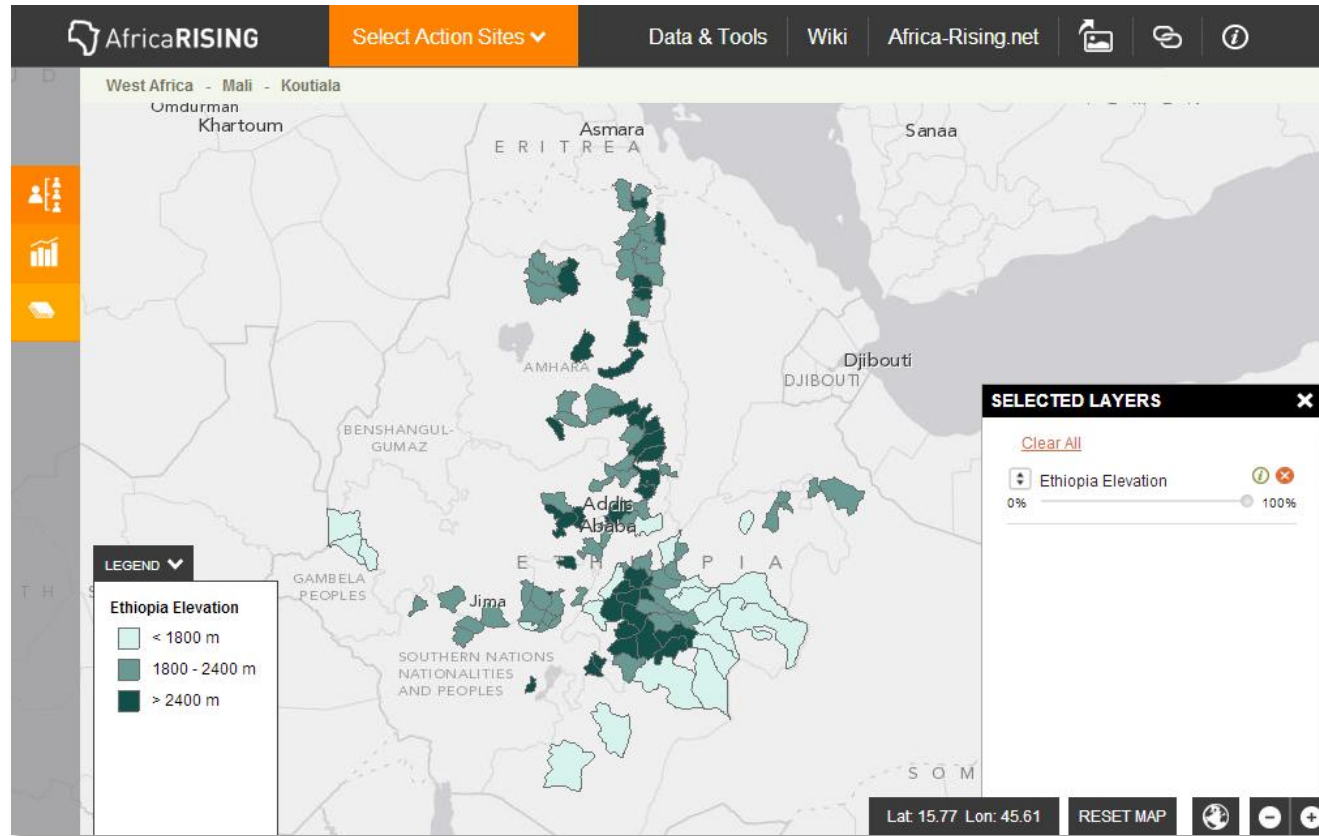 AfricaRISING
Select Action Sites
Data & Tools
Wiki
Africa-Rising.net
West Africa - Mali - Koutiala
Omdurman
Khartoum
Asmara
ERITREA
Sanaa
AMHARA
Djibouti
DJIBOUTI
BENSHANGUL-
GUMAZ
Addis
Ababa
ETHIOPIA
GAMBELA
PEOPLES
Jima
SOUTHERN NATIONS
NATIONALITIES
AND PEOPLES
SOM
LEGEND
Ethiopia Elevation
< 1800 m
1800 - 2400 m
> 2400 m
SELECTED LAYERS
Clear All
Ethiopia Elevation
0%
100%
Lat: 15.77 Lon: 45.61
RESET MAP